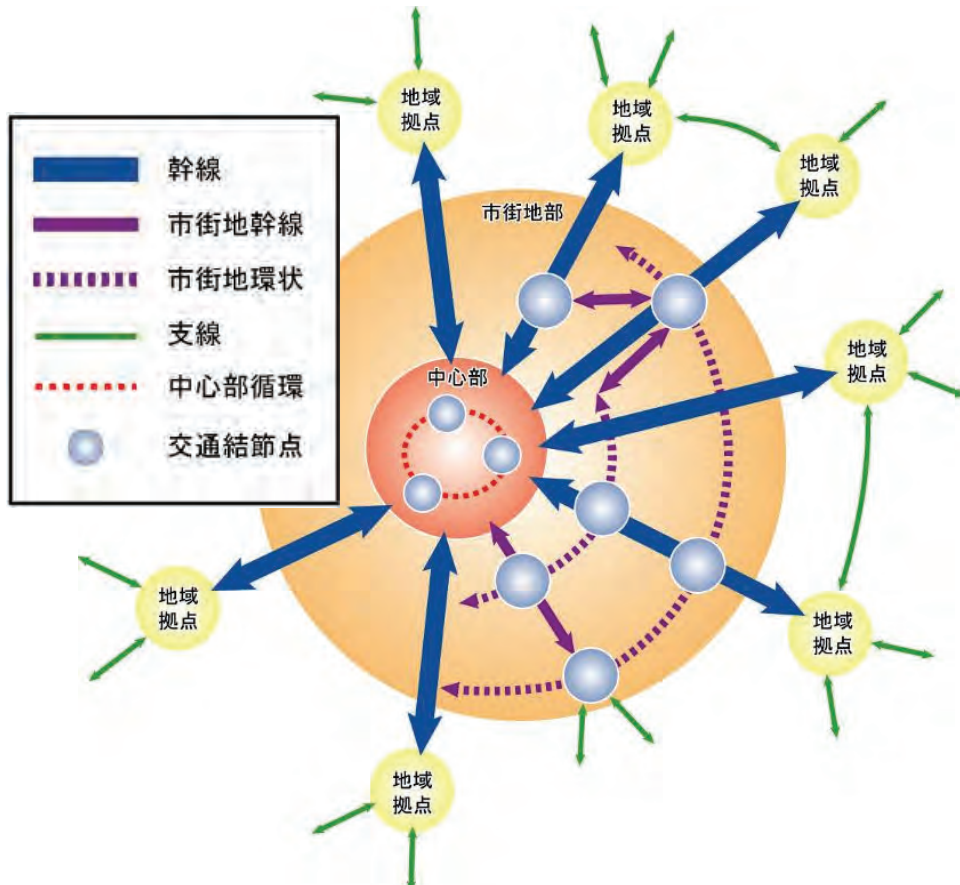 幹線
市街地幹線
市街地環状
支線
中心部循環
交通結節点
市街地部
中心部
地域
拠点
地域
拠点
地域
拠点
地域
拠点
地域
拠点
地域
拠点
地域
拠点